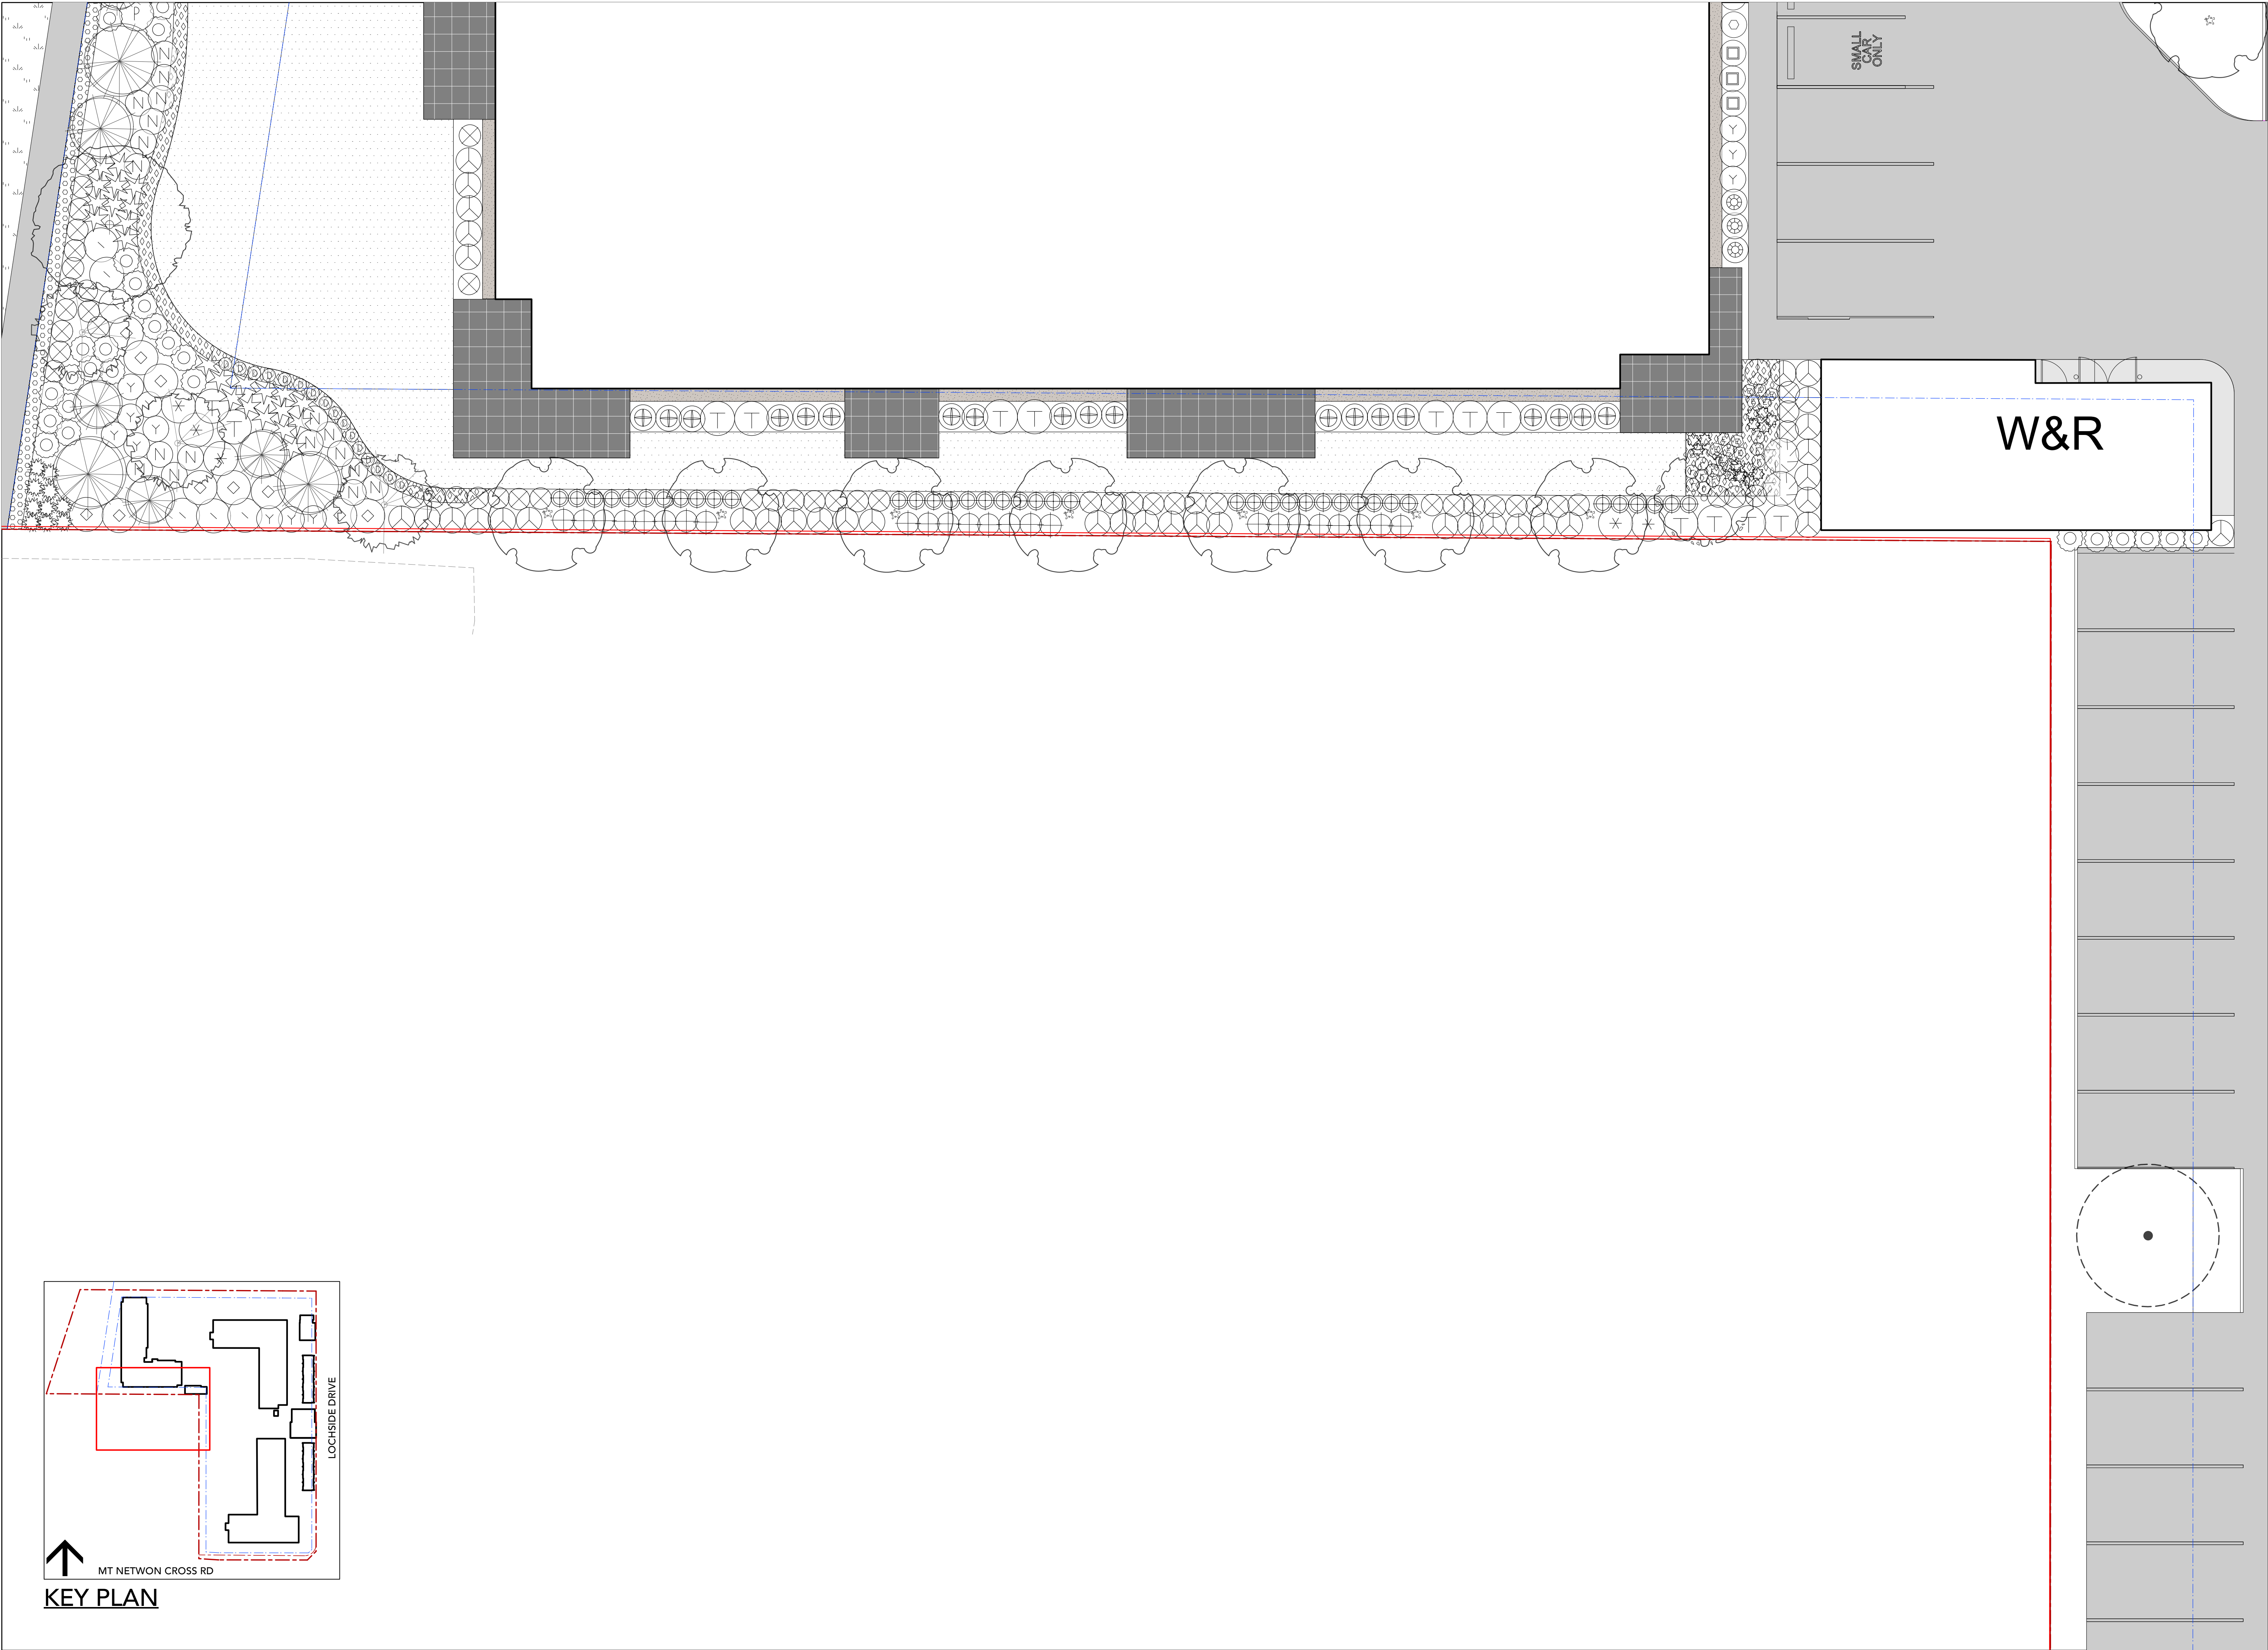 SMALL
CAR
ONLY
W&R
LOCHSIDE DRIVE
MT NETWON CROSS RD
KEY PLAN